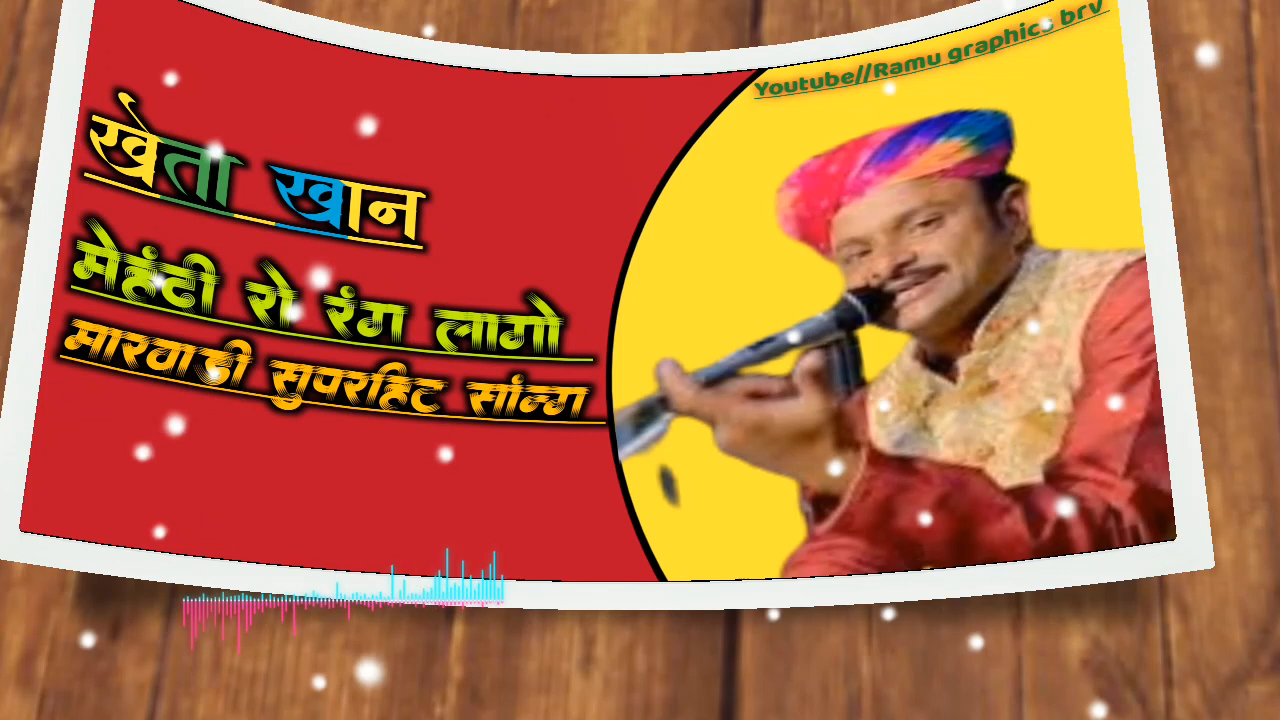 Youtube//Ramu graphics brv
खेता खान
मेहंदी रो रंग लागो
मारवाडी सुपरहिट सांन्ग